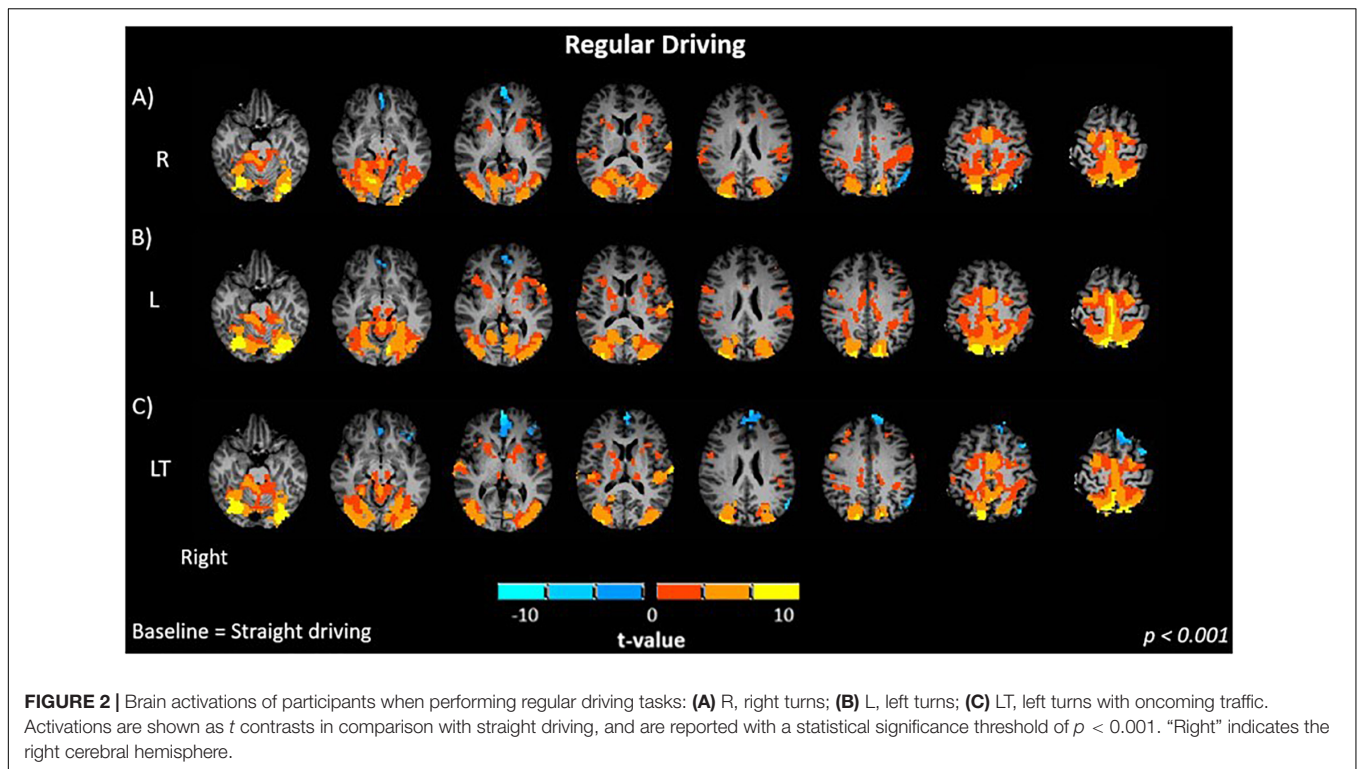 Regular Driving
A)
R
B)
L
C)
LT
Right
-10 0 10
t-value
Baseline = Straight driving
p < 0.001
FIGURE 2 | Brain activations of participants when performing regular driving tasks: (A) R, right turns; (B) L, left turns; (C) LT, left turns with oncoming traffic.
Activations are shown as t contrasts in comparison with straight driving, and are reported with a statistical significance threshold of p < 0.001. “Right” indicates the
right cerebral hemisphere.